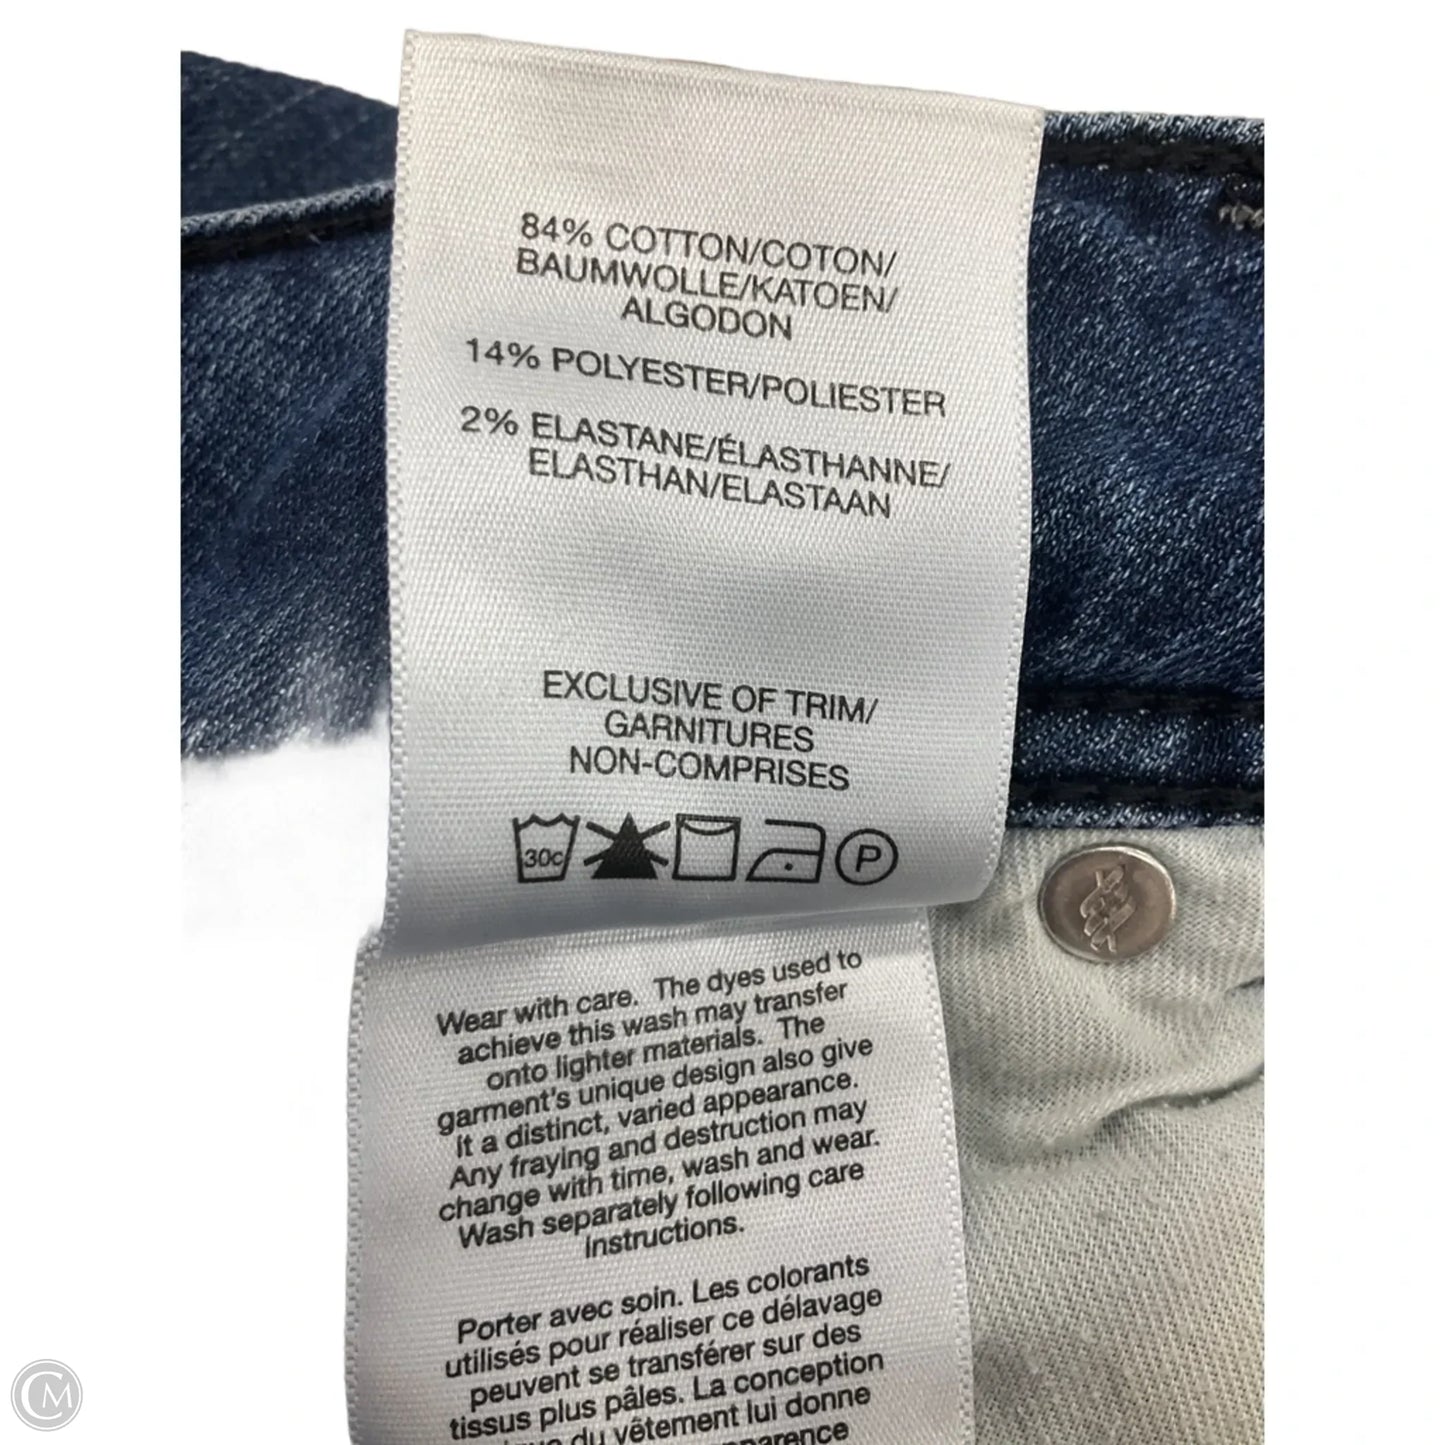 84% COTTON/COTON/
BAUMWOLLE/KATOEN/
ALGODON
14% POLYESTER/POLIESTER
2% ELASTANE/ÉLASTHANNE/
ELASTHAN/ELASTAAN
EXCLUSIVE OF TRIM/
GARNITURES
NON-COMPRISES
30c P
Wear with care. The dyes used to
achieve this wash may transfer
onto lighter materials. The
garment's unique design also give
it a distinct, varied appearance.
Any fraying and destruction may
change with time, wash and wear.
Wash separately following care
instructions.
Porter avec soin. Les colorants
utilisés pour réaliser ce délavage
peuvent se transférer sur des
tissus plus pâles. La conception
du vêtement lui donne
CM